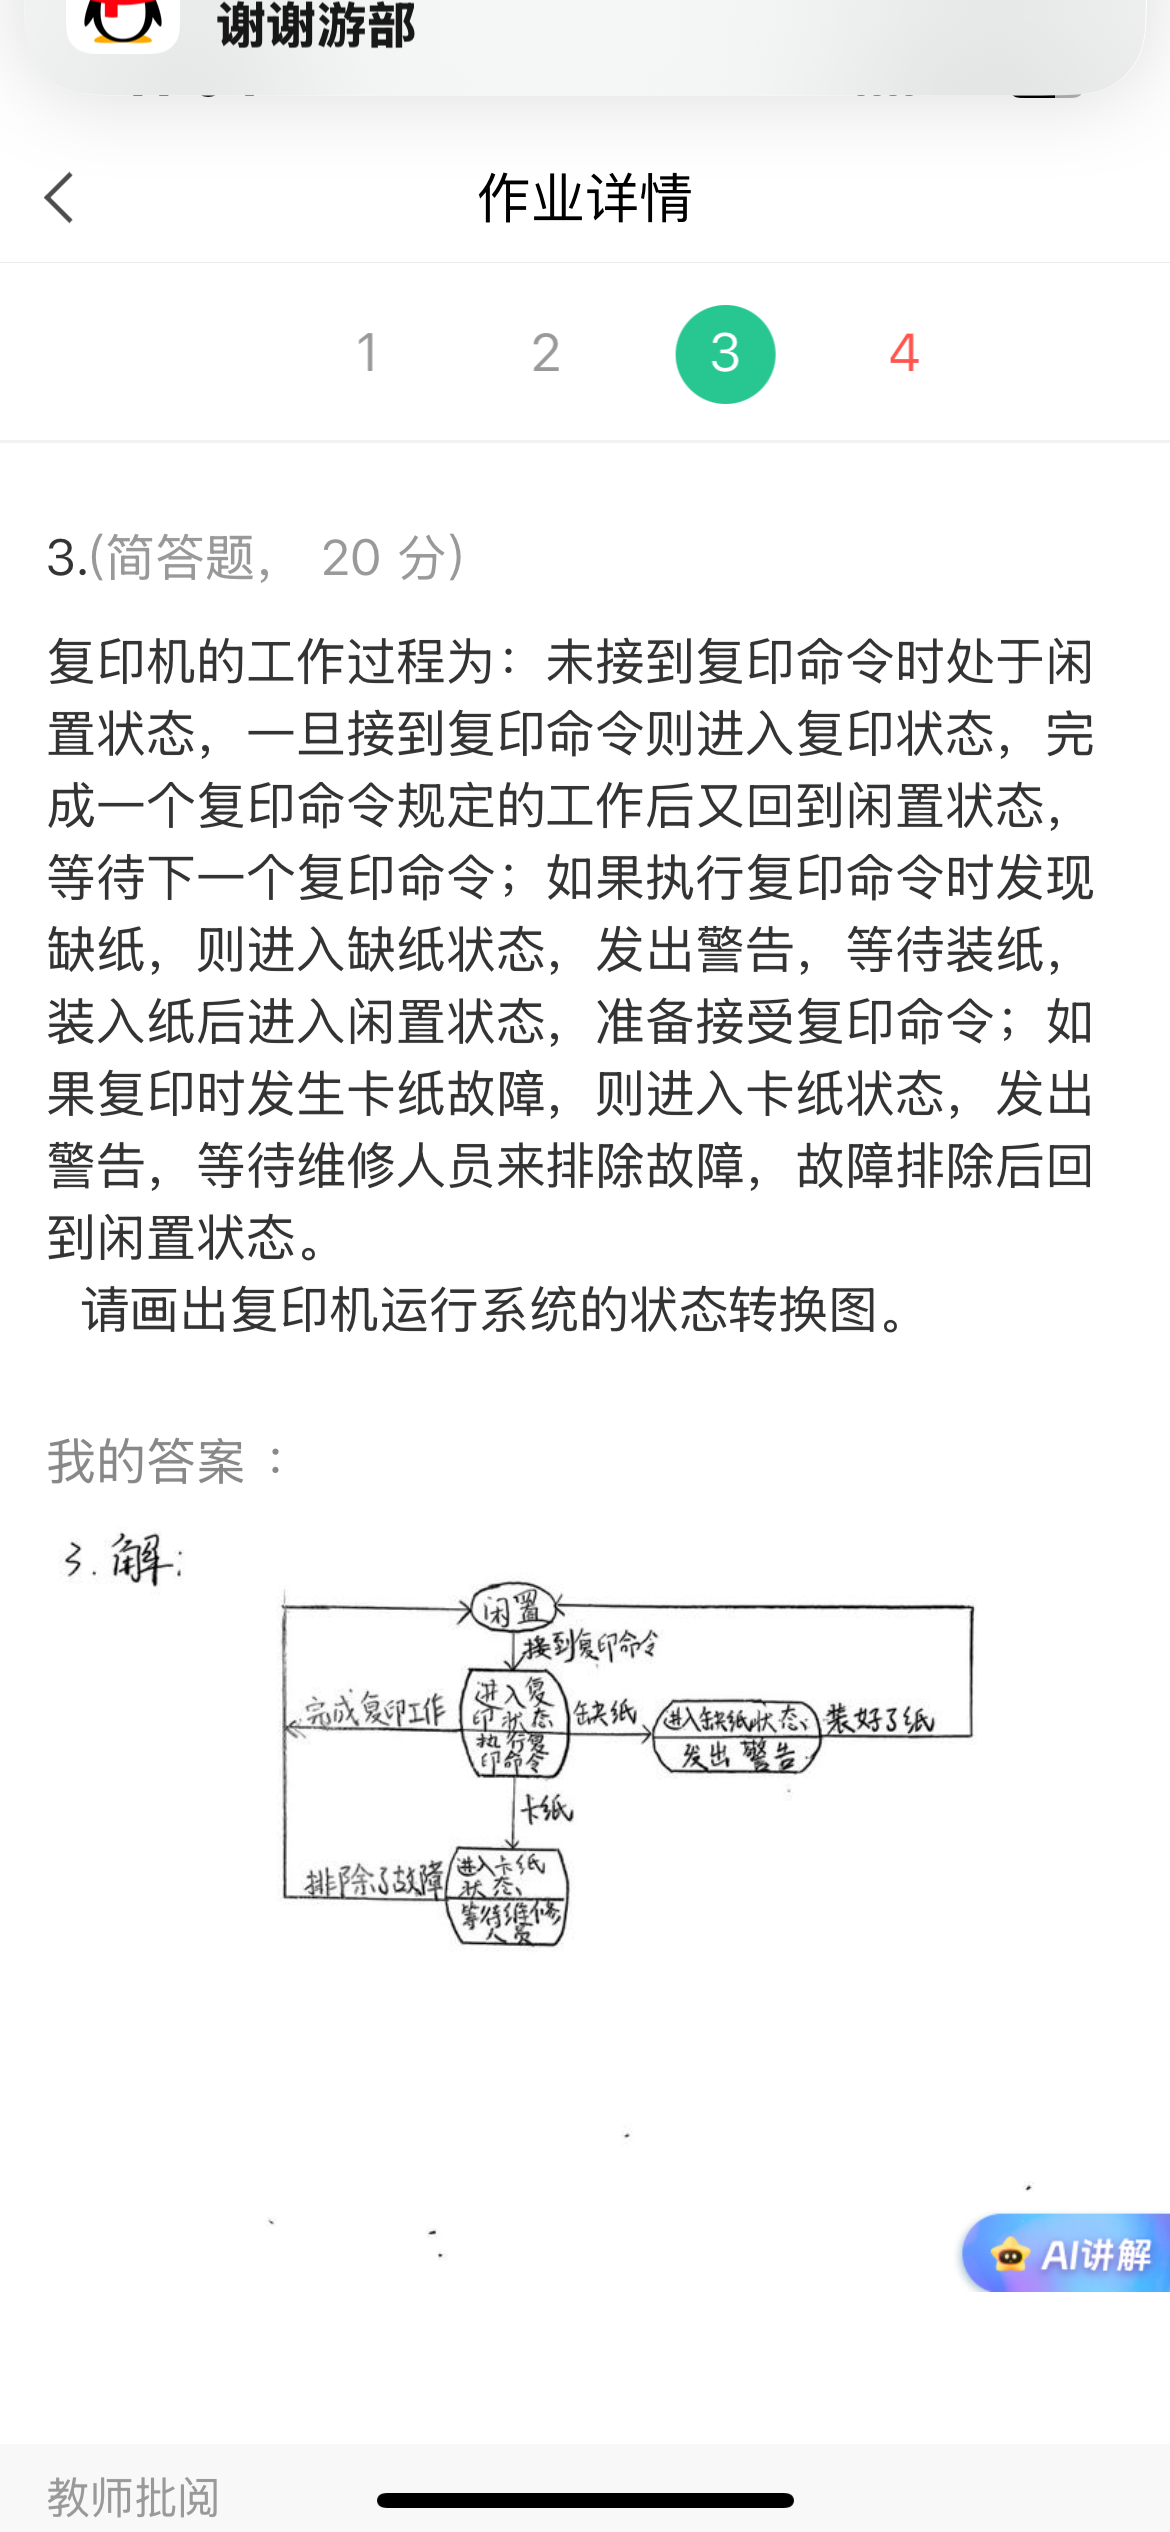 谢谢游部
作业详情
1 2 3 4
3.(简答题, 20 分)
复印机的工作过程为：未接到复印命令时处于闲
置状态，一旦接到复印命令则进入复印状态，完
成一个复印命令规定的工作后又回到闲置状态，
等待下一个复印命令；如果执行复印命令时发现
缺纸，则进入缺纸状态，发出警告，等待装纸，
装入纸后进入闲置状态，准备接受复印命令；如
果复印时发生卡纸故障，则进入卡纸状态，发出
警告，等待维修人员来排除故障，故障排除后回
到闲置状态。
请画出复印机运行系统的状态转换图。
我的答案：
3. 解:
闲置
接到复印命令
完成复印工作
进入复
印状态
执行复
印命令
缺纸
进入缺纸状态、
发出警告
装好了纸
卡纸
排除了故障
进入卡纸
状态、
等待维修
人员
AI讲解
教师批阅